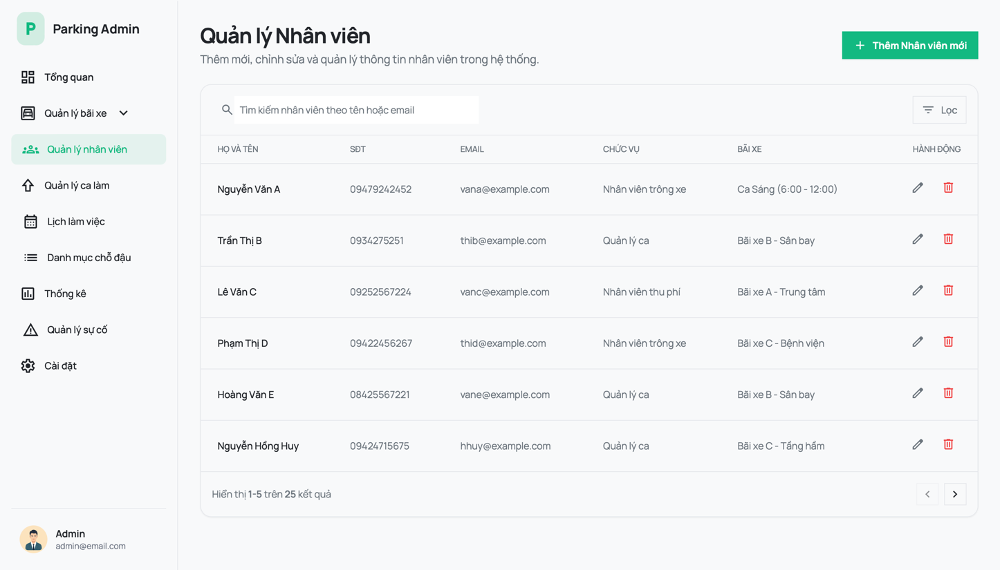 P Parking Admin
Tổng quan
Quản lý bãi xe
Quản lý nhân viên
Quản lý ca làm
Lịch làm việc
Danh mục chỗ đậu
Thống kê
Quản lý sự cố
Cài đặt
Admin
admin@email.com
Quản lý Nhân viên
Thêm mới, chỉnh sửa và quản lý thông tin nhân viên trong hệ thống.
+ Thêm Nhân viên mới
Tìm kiếm nhân viên theo tên hoặc email
Lọc
HỌ VÀ TÊN SĐT EMAIL CHỨC VỤ BÃI XE HÀNH ĐỘNG
Nguyễn Văn A 09479242452 vana@example.com Nhân viên trông xe Ca Sáng (6:00 - 12:00)
Trần Thị B 0934275251 thib@example.com Quản lý ca Bãi xe B - Sân bay
Lê Văn C 09252567224 vanc@example.com Nhân viên thu phí Bãi xe A - Trung tâm
Phạm Thị D 09422456267 thid@example.com Nhân viên trông xe Bãi xe C - Bệnh viện
Hoàng Văn E 08425567221 vane@example.com Quản lý ca Bãi xe B - Sân bay
Nguyễn Hồng Huy 09424715675 hhuy@example.com Quản lý ca Bãi xe C - Tầng hầm
Hiển thị 1-5 trên 25 kết quả